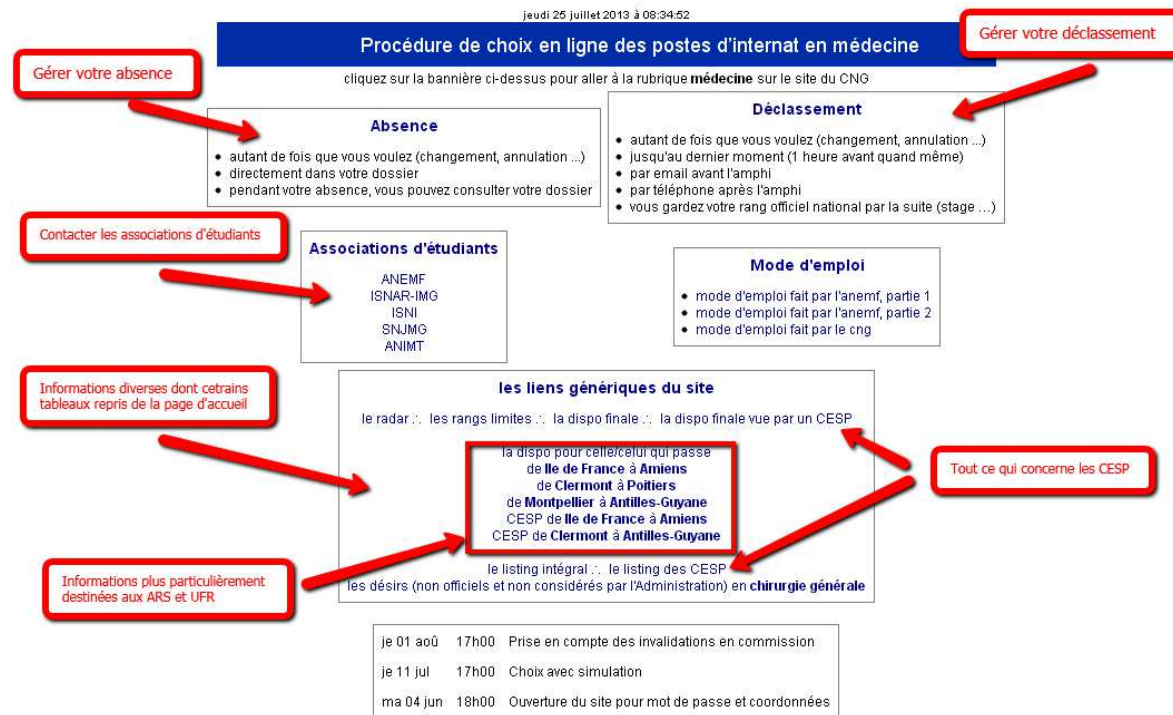 jeudi 25 juillet 2013 à 08:34:52
Procédure de choix en ligne des postes d'internat en médecine
cliquez sur la bannière ci-dessus pour aller à la rubrique médecine sur le site du CNG
Gérer votre absence
Gérer votre déclassement
Absence
• autant de fois que vous voulez (changement, annulation ...)
• directement dans votre dossier
• pendant votre absence, vous pouvez consulter votre dossier
Déclassement
• autant de fois que vous voulez (changement, annulation ...)
• jusqu'au dernier moment (1 heure avant quand même)
• par email avant l'amphi
• par téléphone après l'amphi
• vous gardez votre rang officiel national par la suite (stage ...)
Contacter les associations d'étudiants
Associations d'étudiants
ANEMF
ISNAR-IMG
ISNI
SNJMG
ANIMT
Mode d'emploi
• mode d'emploi fait par l'anemf, partie 1
• mode d'emploi fait par l'anemf, partie 2
• mode d'emploi fait par le cng
Informations diverses dont cetrains
tableaux repris de la page d'accueil
les liens génériques du site
le radar .·. les rangs limites .·. la dispo finale .·. la dispo finale vue par un CESP
la dispo pour celle/celui qui passe
de Ile de France à Amiens
de Clermont à Poitiers
de Montpellier à Antilles-Guyane
CESP de Ile de France à Amiens
CESP de Clermont à Antilles-Guyane
Tout ce qui concerne les CESP
Informations plus particulièrement
destinées aux ARS et UFR
le listing intégral .·. le listing des CESP
les désirs (non officiels et non considérés par l'Administration) en chirurgie générale
je 01 aoû 17h00 Prise en compte des invalidations en commission
je 11 jul 17h00 Choix avec simulation
ma 04 jun 18h00 Ouverture du site pour mot de passe et coordonnées